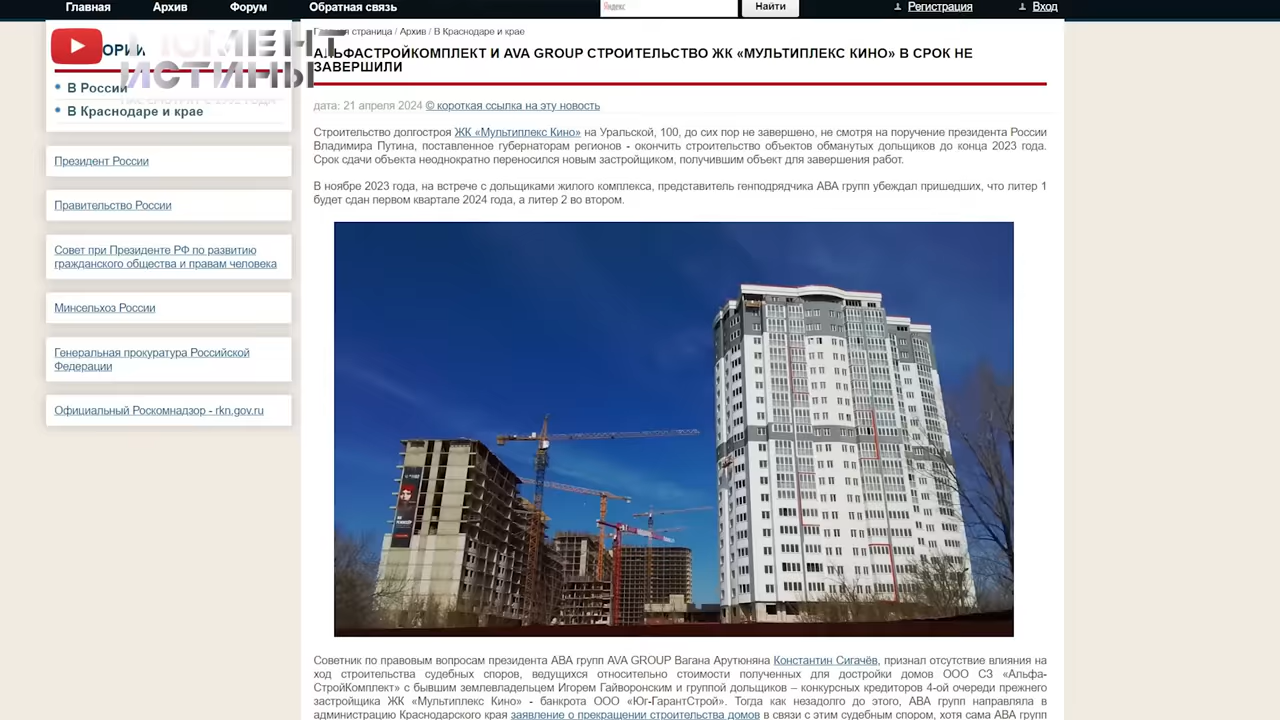 Главная
Архив
Форум
Обратная связь
Яндекс
Найти
Регистрация
Вход
МОМЕНТ
ИСТИНЫ
В России
В Краснодаре и крае
Президент России
Правительство России
Совет при Президенте РФ по развитию
гражданского общества и правам человека
Минсельхоз России
Генеральная прокуратура Российской
Федерации
Официальный Роскомнадзор - rkn.gov.ru
страница / Архив / В Краснодаре и крае
АЛЬФАСТРОЙКОМПЛЕКТ И AVA GROUP СТРОИТЕЛЬСТВО ЖК «МУЛЬТИПЛЕКС КИНО» В СРОК НЕ
ЗАВЕРШИЛИ
дата: 21 апреля 2024 © короткая ссылка на эту новость
Строительство долгостроя ЖК «Мультиплекс Кино» на Уральской, 100, до сих пор не завершено, не смотря на поручение президента России
Владимира Путина, поставленное губернаторам регионов - окончить строительство объектов обманутых дольщиков до конца 2023 года.
Срок сдачи объекта неоднократно переносился новым застройщиком, получившим объект для завершения работ.
В ноябре 2023 года, на встрече с дольщиками жилого комплекса, представитель генподрядчика АВА групп убеждал пришедших, что литер 1
будет сдан первом квартале 2024 года, а литер 2 во втором.
Советник по правовым вопросам президента АВА групп AVA GROUP Вагана Арутюняна Константин Сигачёв, признал отсутствие влияния на
ход строительства судебных споров, ведущихся относительно стоимости полученных для достройки домов ООО СЗ «Альфа-
СтройКомплект» с бывшим землевладельцем Игорем Гайворонским и группой дольщиков – конкурсных кредиторов 4-ой очереди прежнего
застройщика ЖК «Мультиплекс Кино» - банкрота ООО «Юг-ГарантСтрой». Тогда как незадолго до этого, АВА групп направляла в
администрацию Краснодарского края заявление о прекращении строительства домов в связи с этим судебным спором, хотя сама АВА групп